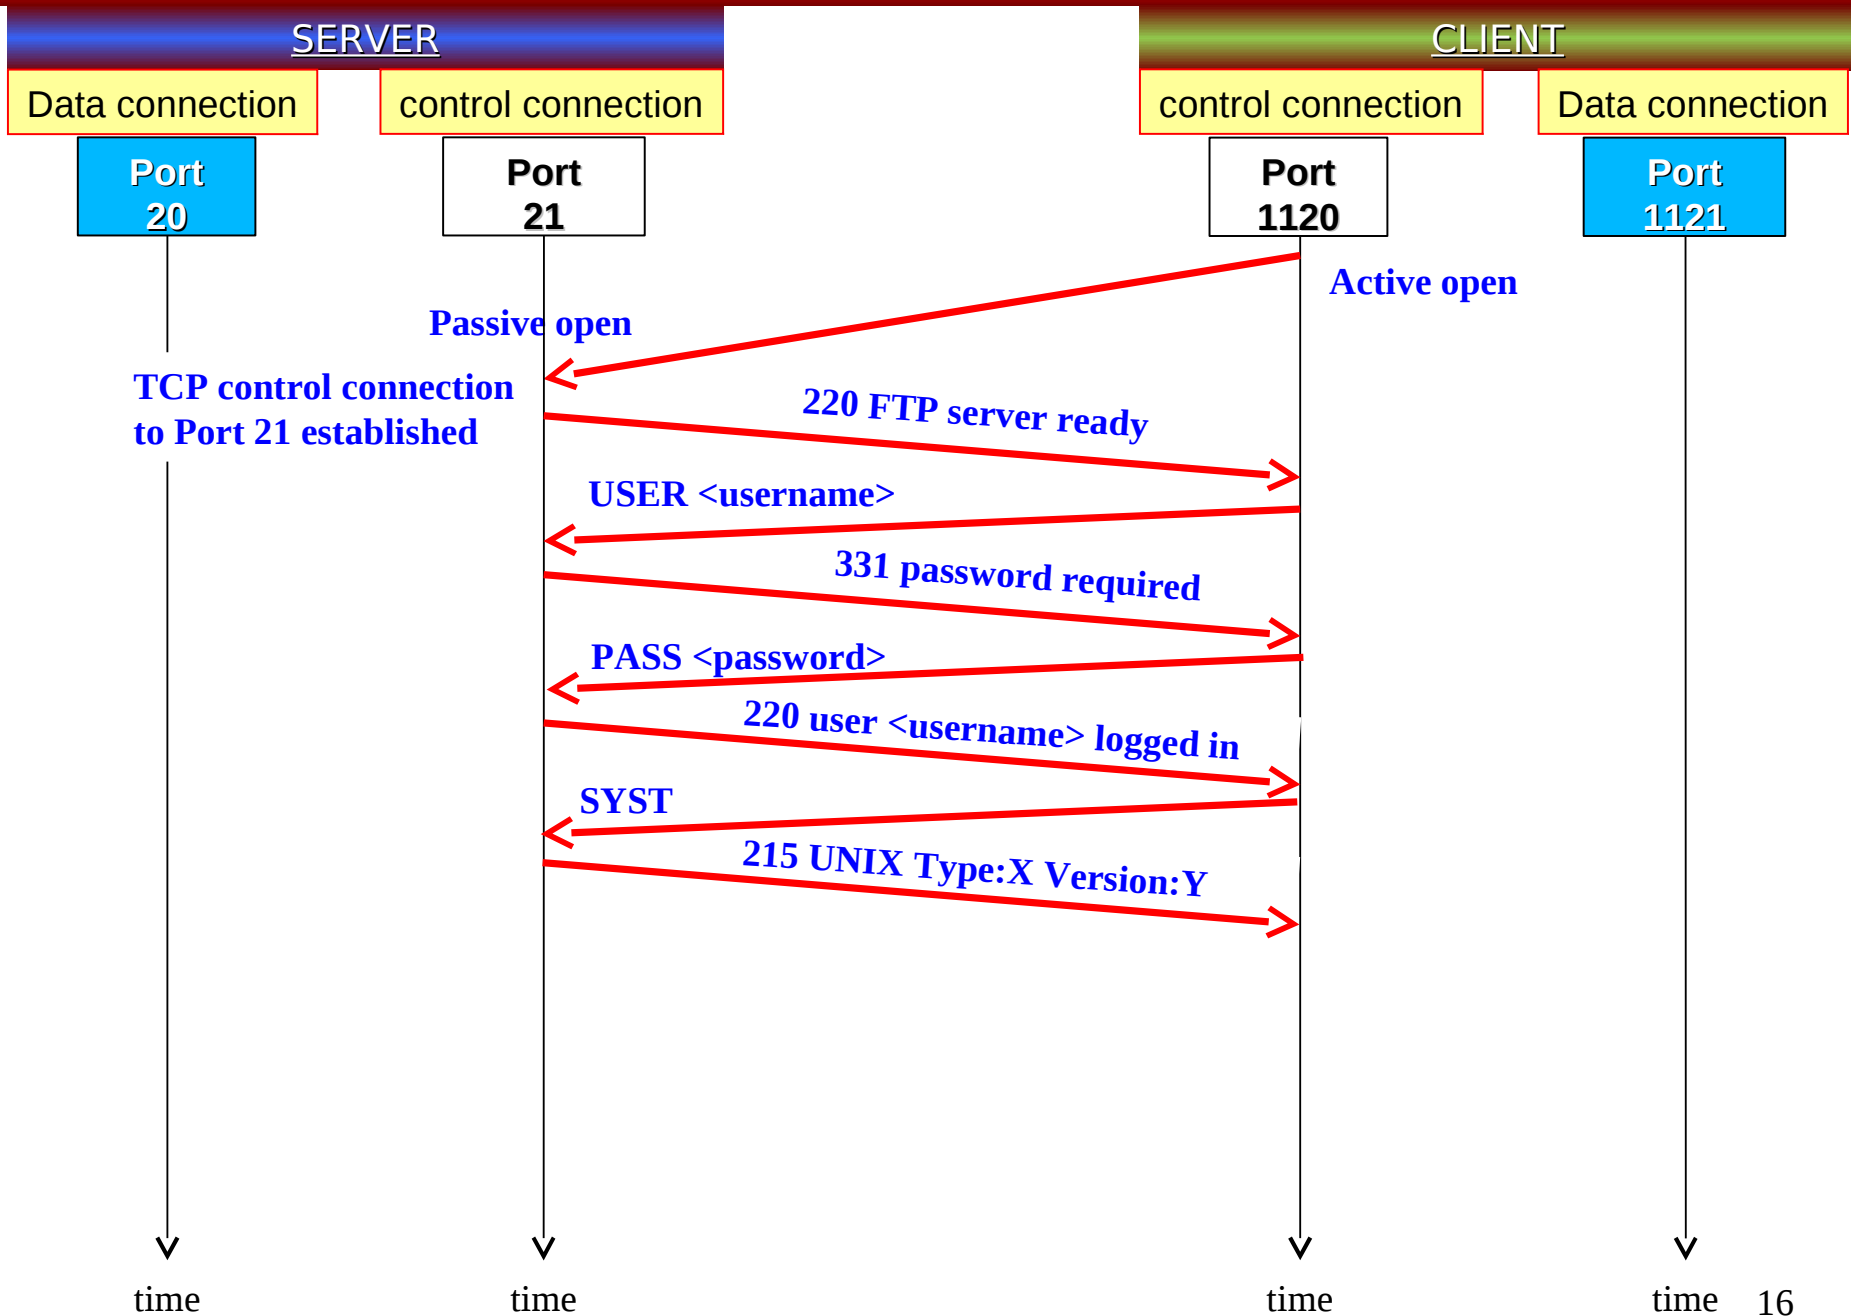 SERVER
CLIENT
Data connection
control connection
control connection
Data connection
Port
20
Port
21
Port
1120
Port
1121
Active open
Passive open
TCP control connection
to Port 21 established
220 FTP server ready
USER <username>
331 password required
PASS <password>
220 user <username> logged in
SYST
215 UNIX Type:X Version:Y
time
time
time
time
16